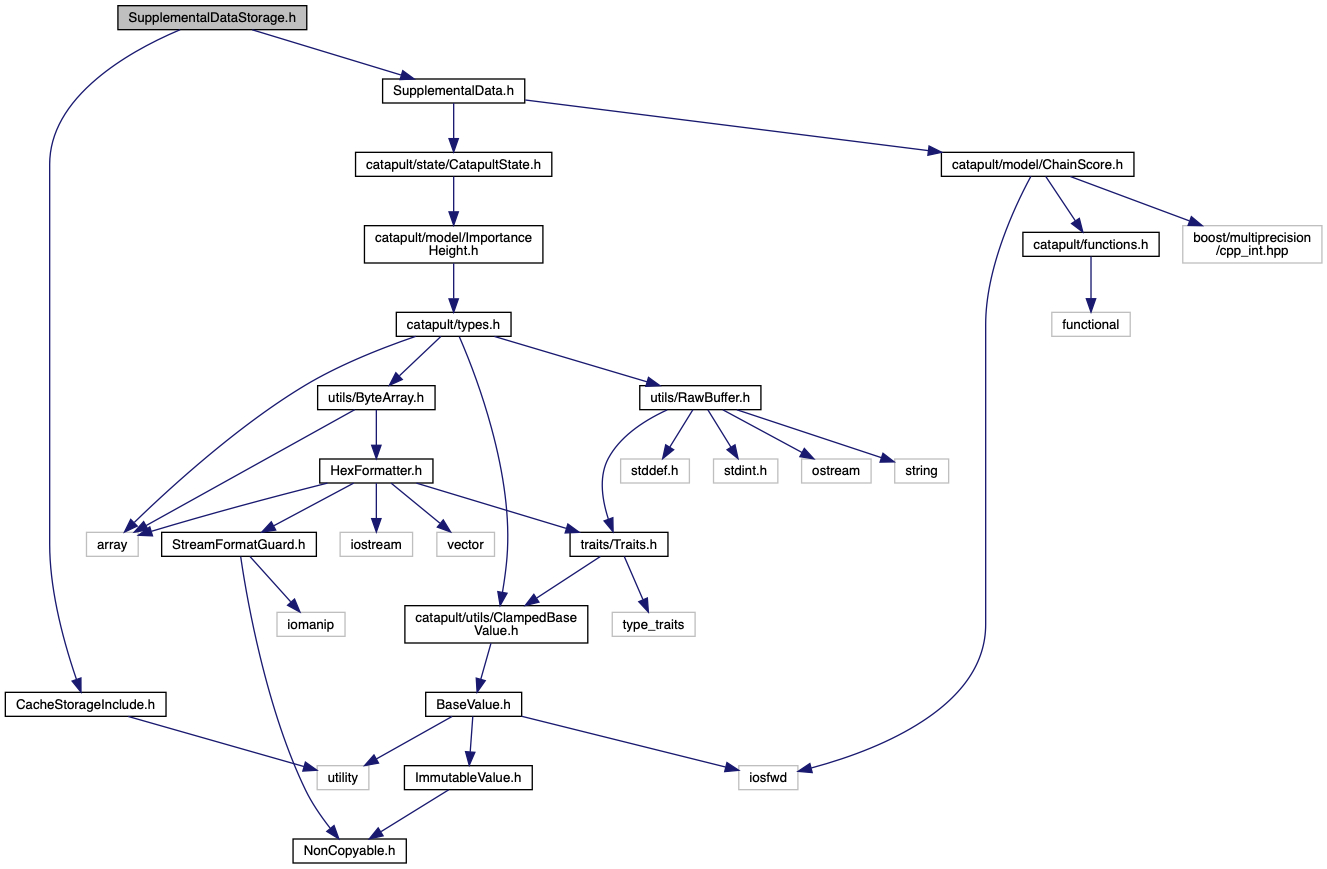 SupplementalDataStorage.h
SupplementalData.h
catapult/state/CatapultState.h
catapult/model/ChainScore.h
catapult/model/Importance
Height.h
catapult/functions.h
boost/multiprecision
/cpp_int.hpp
catapult/types.h
functional
utils/ByteArray.h
utils/RawBuffer.h
HexFormatter.h
stddef.h
stdint.h
ostream
string
array
StreamFormatGuard.h
iostream
vector
traits/Traits.h
iomanip
catapult/utils/ClampedBase
Value.h
type_traits
CacheStorageInclude.h
BaseValue.h
utility
ImmutableValue.h
iosfwd
NonCopyable.h